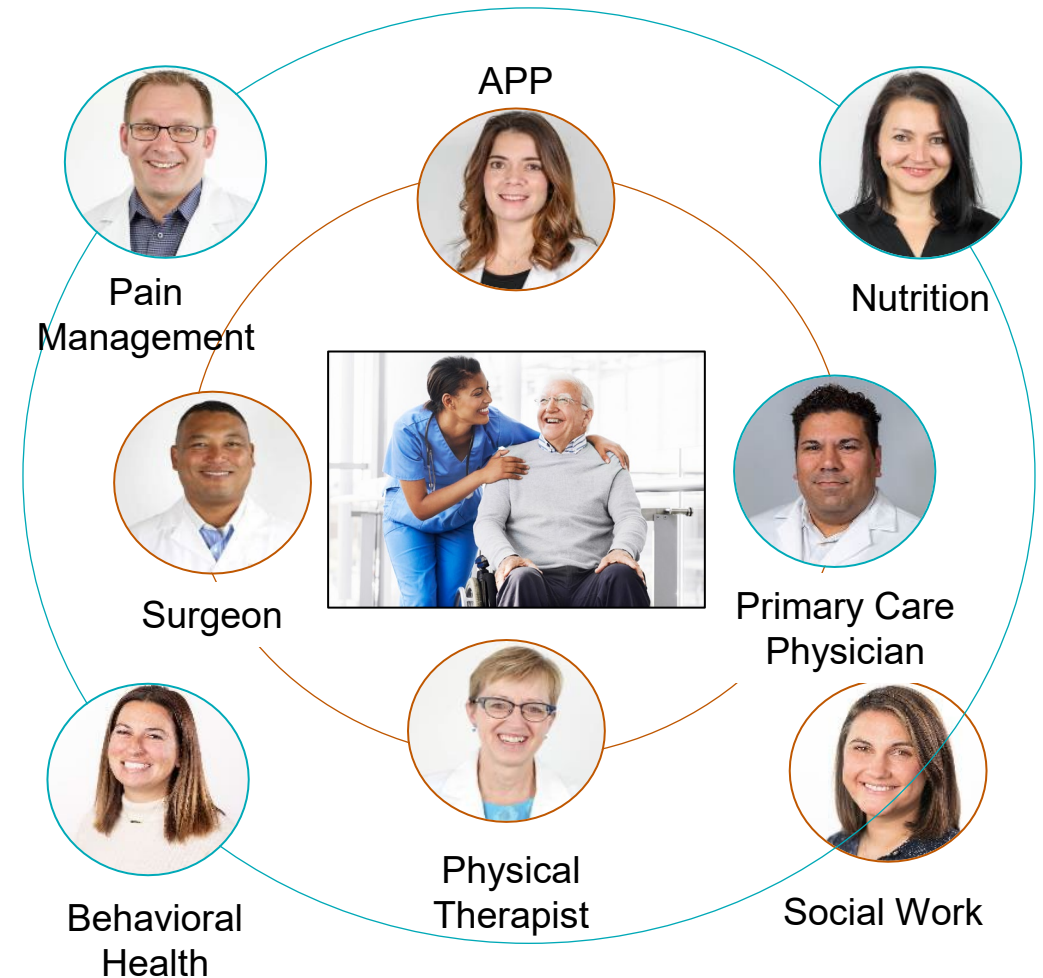 APP
Pain
Management
Nutrition
Surgeon
Primary Care
Physician
Physical
Therapist
Behavioral
Health
Social Work